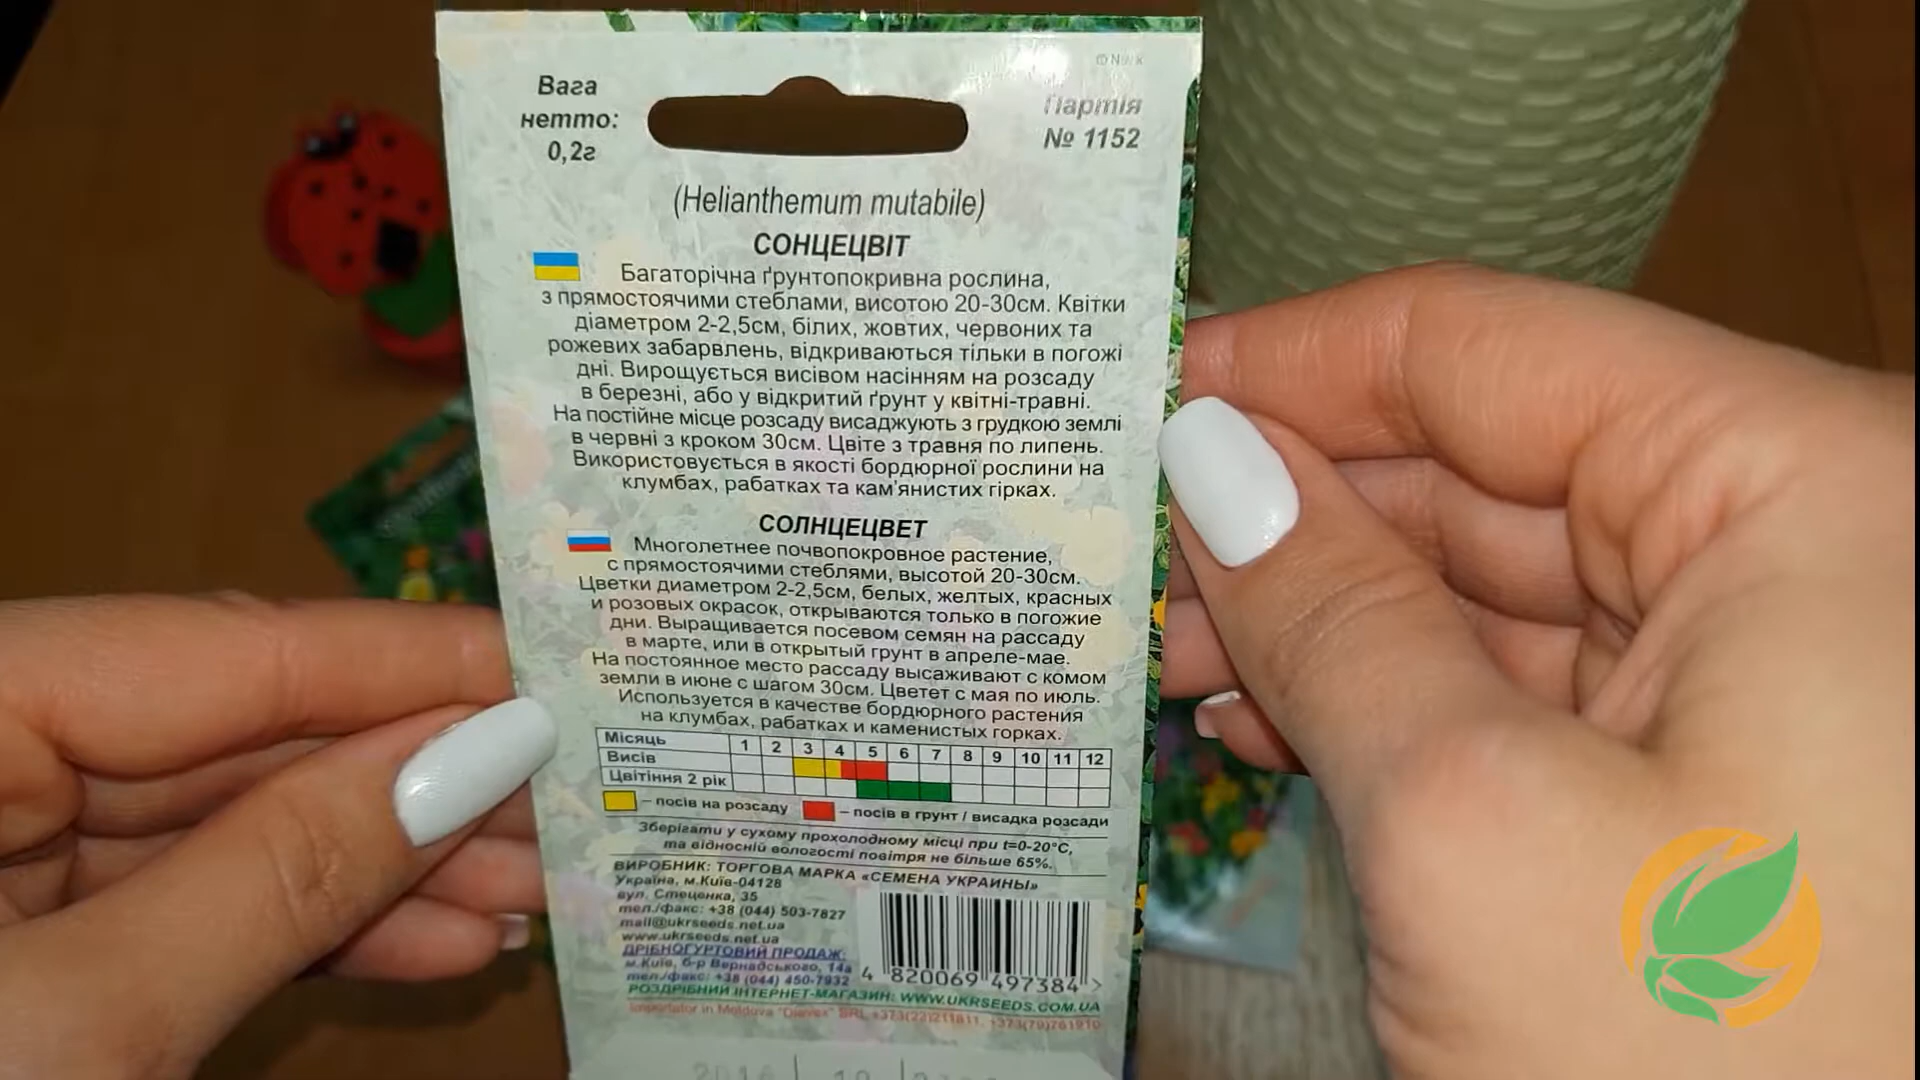 Вага
нетто:
0,2г
Партія
№ 1152
(Helianthemum mutabile)
СОНЦЕЦВІТ
Багаторічна ґрунтопокривна рослина,
з прямостоячими стеблами, висотою 20-30см. Квітки
діаметром 2-2,5см, білих, жовтих, червоних та
рожевих забарвлень, відкриваються тільки в погожі
дні. Вирощується висівом насінням на розсаду
в березні, або у відкритий ґрунт у квітні-травні.
На постійне місце розсаду висаджують з грудкою землі
в червні з кроком 30см. Цвіте з травня по липень.
Використовується в якості бордюрної рослини на
клумбах, рабатках та кам'янистих гірках.
СОЛНЦЕЦВЕТ
Многолетнее почвопокровное растение,
с прямостоячими стеблями, высотой 20-30см.
Цветки диаметром 2-2,5см, белых, желтых, красных
и розовых окрасок, открываются только в погожие
дни. Выращивается посевом семян на рассаду
в марте, или в открытый грунт в апреле-мае.
На постоянное место рассаду высаживают с комом
земли в июне с шагом 30см. Цветет с мая по июль.
Используется в качестве бордюрного растения
на клумбах, рабатках и каменистых горках.
Місяць 1 2 3 4 5 6 7 8 9 10 11 12
Висів
Цвітіння 2 рік
– посів на розсаду – посів в грунт / висадка розсади
Зберігати у сухому прохолодному місці при t=0-20°C,
та відносній вологості повітря не більше 65%.
ВИРОБНИК: ТОРГОВА МАРКА «СЕМЕНА УКРАИНЫ»
Україна, м.Київ-04128
вул. Стеценка, 35
тел./факс: +38 (044) 503-7827
mail@ukrseeds.net.ua
www.ukrseeds.net.ua
ДРІБНОГУРТОВИЙ ПРОДАЖ:
м.Київ, б-р Вернадського, 14а
тел./факс: +38 (044) 450-7932
4 820069 497384 >
РОЗДРІБНИЙ ІНТЕРНЕТ-МАГАЗИН: WWW.UKRSEEDS.COM.UA
Importator in Moldova SRL